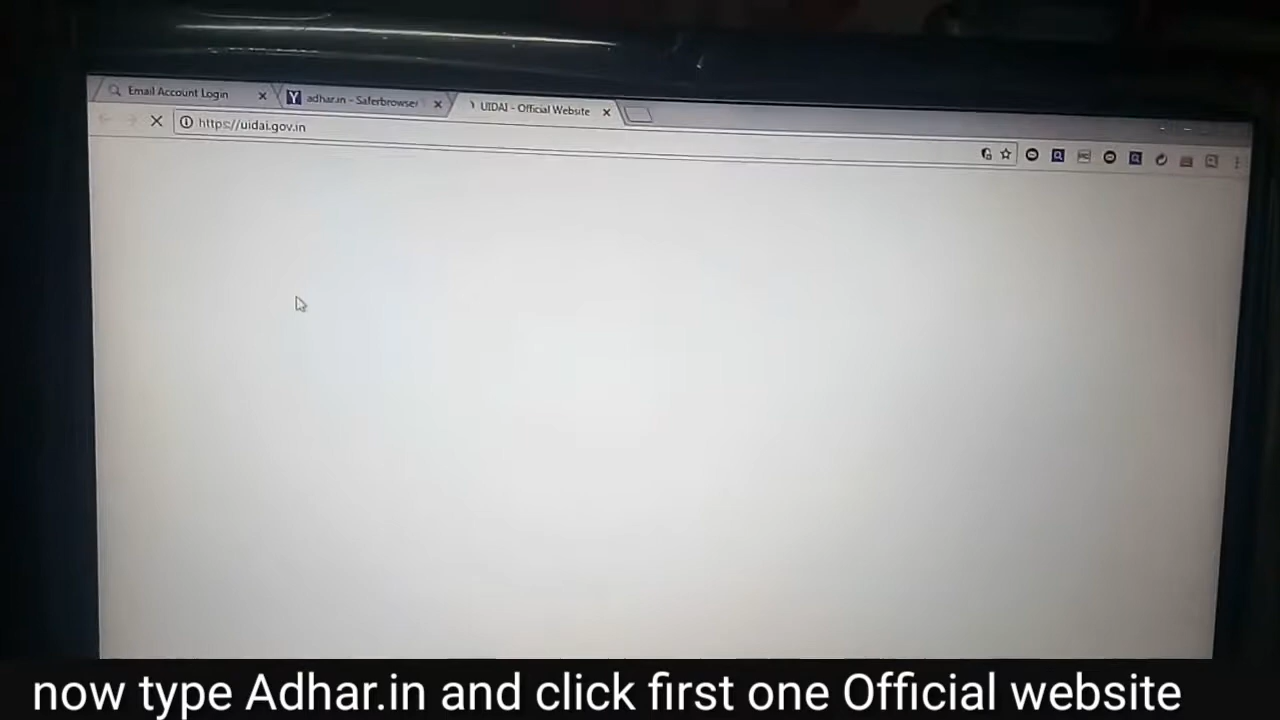 Email Account Login
adhar.in - Saferbrowser
UIDAI - Official Website
https://uidai.gov.in
now type Adhar.in and click first one Official website